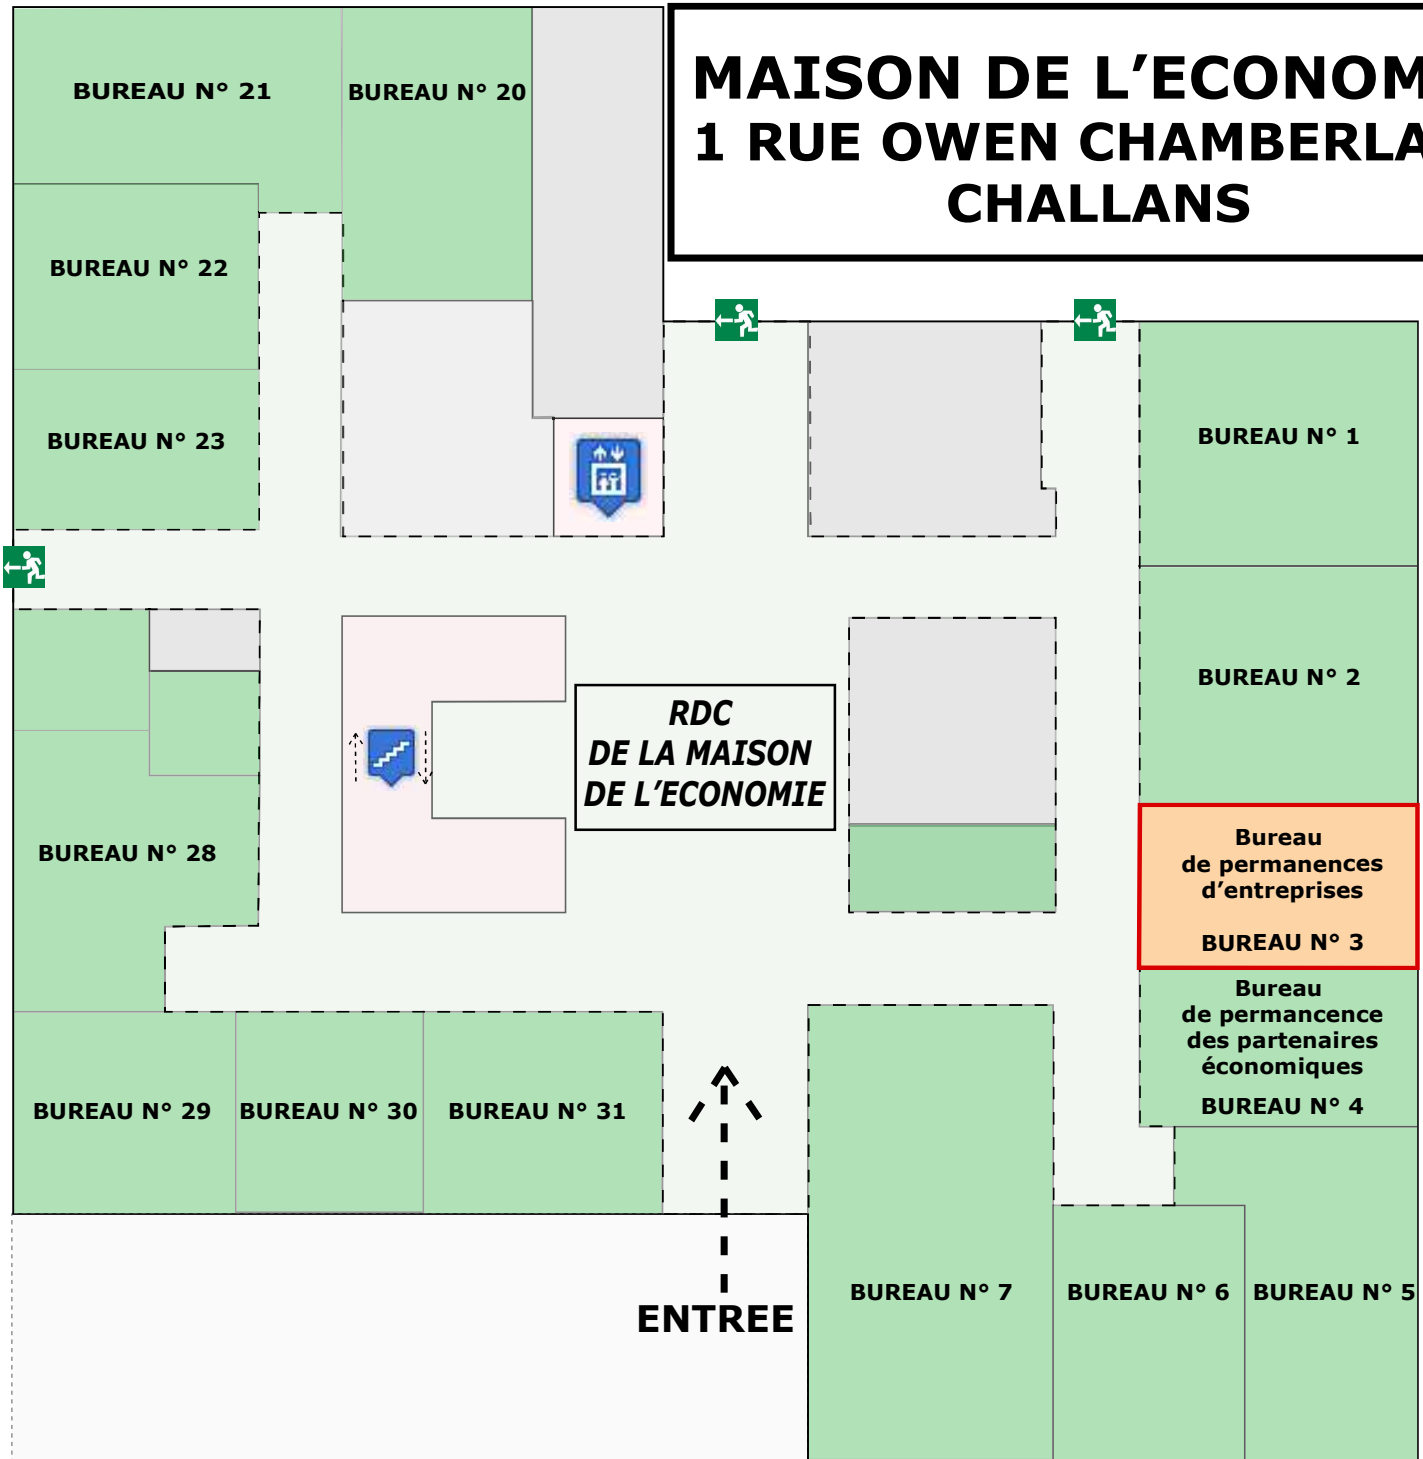 MAISON DE L’ECONOM
1 RUE OWEN CHAMBERLA
CHALLANS
BUREAU N° 21
BUREAU N° 20
BUREAU N° 22
BUREAU N° 23
BUREAU N° 1
BUREAU N° 2
RDC
DE LA MAISON
DE L’ECONOMIE
Bureau
de permanences
d’entreprises
BUREAU N° 3
BUREAU N° 28
Bureau
de permancence
des partenaires
économiques
BUREAU N° 4
BUREAU N° 29
BUREAU N° 30
BUREAU N° 31
BUREAU N° 7
BUREAU N° 6
BUREAU N° 5
ENTREE